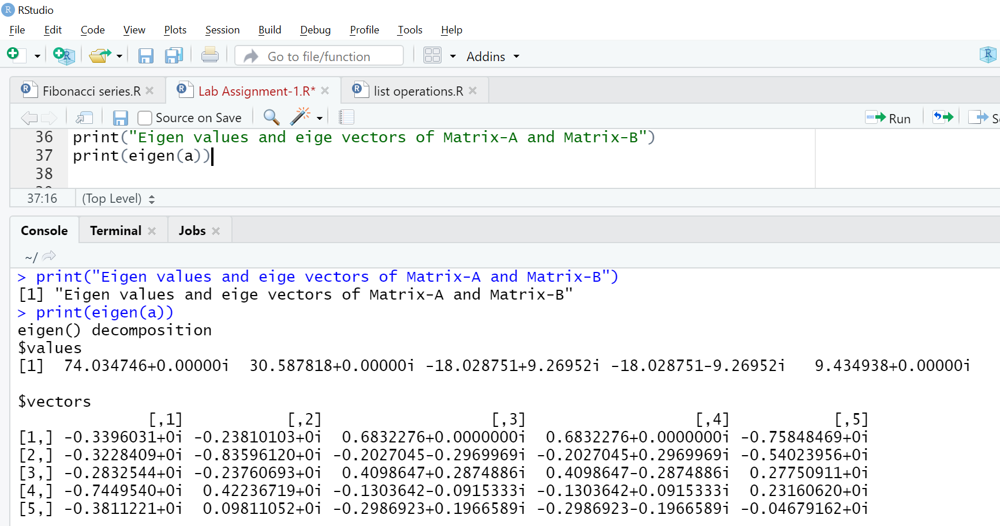 RStudio
File Edit Code View Plots Session Build Debug Profile Tools Help
Go to file/function Addins
Fibonacci series.R Lab Assignment-1.R* list operations.R
Source on Save Run
36 print("Eigen values and eige vectors of Matrix-A and Matrix-B")
37 print(eigen(a))
38
37:16 (Top Level)
Console Terminal Jobs
~/
> print("Eigen values and eige vectors of Matrix-A and Matrix-B")
[1] "Eigen values and eige vectors of Matrix-A and Matrix-B"
> print(eigen(a))
eigen() decomposition
$values
[1] 74.034746+0.00000i 30.587818+0.00000i -18.028751+9.26952i -18.028751-9.26952i 9.434938+0.00000i
$vectors
[,1] [,2] [,3] [,4] [,5]
[1,] -0.3396031+0i -0.23810103+0i 0.6832276+0.0000000i 0.6832276+0.0000000i -0.75848469+0i
[2,] -0.3228409+0i -0.83596120+0i -0.2027045-0.2969969i -0.2027045+0.2969969i -0.54023956+0i
[3,] -0.2832544+0i -0.23760693+0i 0.4098647+0.2874886i 0.4098647-0.2874886i 0.27750911+0i
[4,] -0.7449540+0i 0.42236719+0i -0.1303642-0.0915333i -0.1303642+0.0915333i 0.23160620+0i
[5,] -0.3811221+0i 0.09811052+0i -0.2986923+0.1966589i -0.2986923-0.1966589i -0.04679162+0i